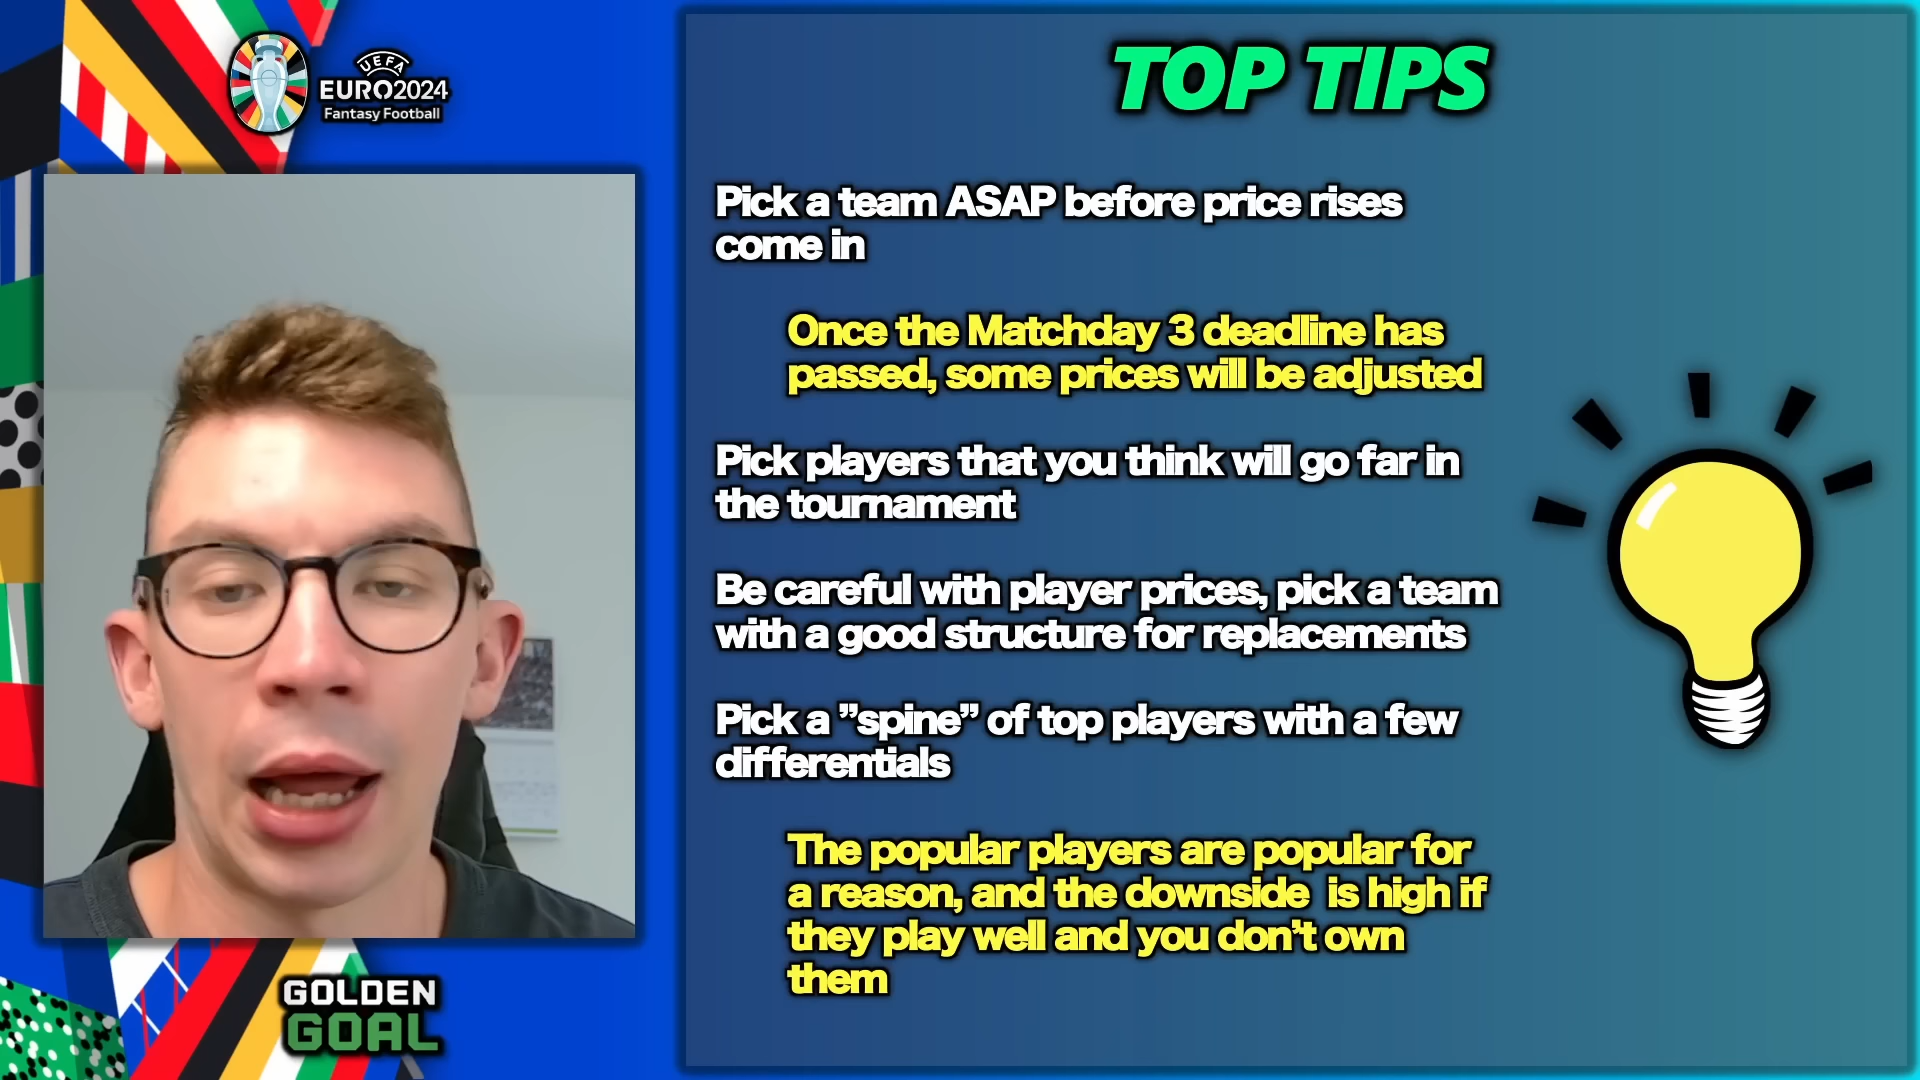 UEFA
EURO2024
Fantasy Football
TOP TIPS
Pick a team ASAP before price rises
come in
Once the Matchday 3 deadline has
passed, some prices will be adjusted
Pick players that you think will go far in
the tournament
Be careful with player prices, pick a team
with a good structure for replacements
Pick a ”spine” of top players with a few
differentials
The popular players are popular for
a reason, and the downside is high if
they play well and you don’t own
them
GOLDEN
GOAL